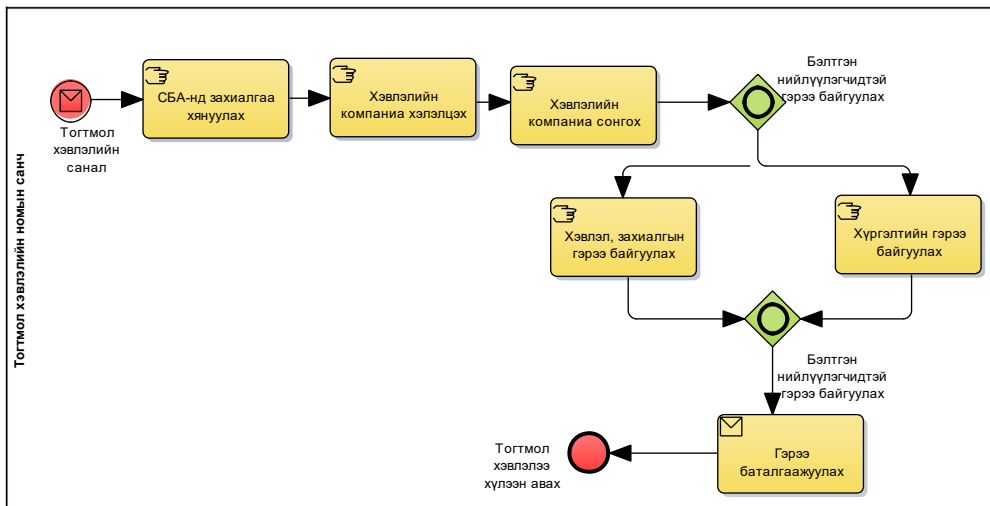 Тогтмол хэвлэлийн номын санч
Тогтмол
хэвлэлийн
санал
СБА-нд захиалгаа
хянуулах
Хэвлэлийн
компаниа хэлэлцэх
Хэвлэлийн
компаниа сонгох
Бэлтгэн
нийлүүлэгчидтэй
гэрээ байгуулах
Хэвлэл, захиалгын
гэрээ байгуулах
Хүргэлтийн гэрээ
байгуулах
Бэлтгэн
нийлүүлэгчидтэй
гэрээ байгуулах
Гэрээ
баталгаажуулах
Тогтмол
хэвлэлээ
хүлээн авах